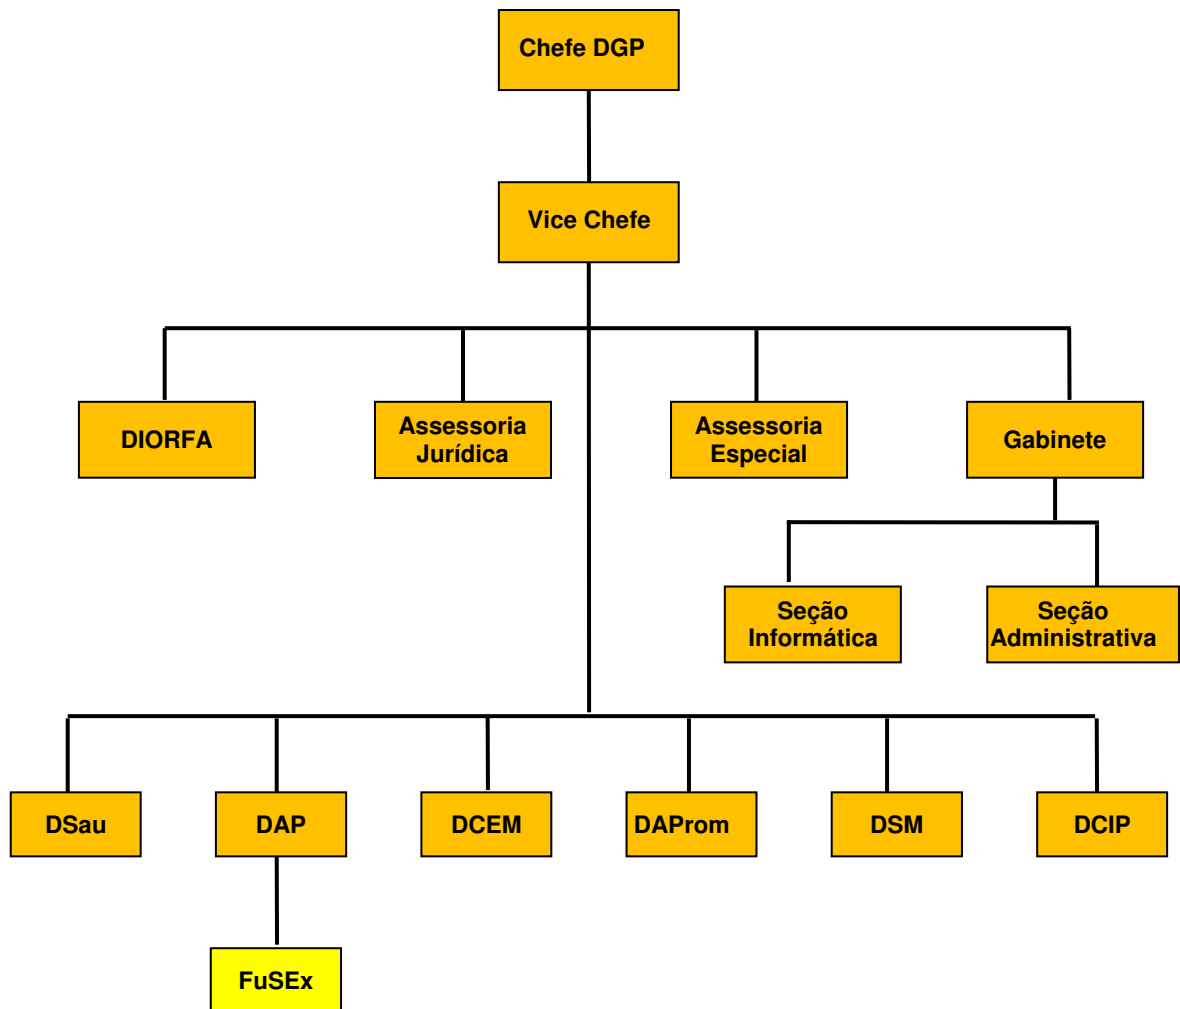 Chefe DGP
Vice Chefe
DIORFA
Assessoria
Jurídica
Assessoria
Especial
Gabinete
Seção
Informática
Seção
Administrativa
DSau
DAP
DCEM
DAProm
DSM
DCIP
FuSEx